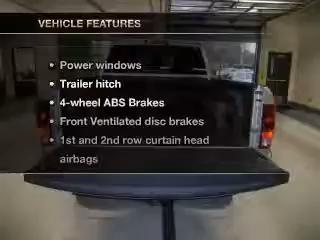 VEHICLE FEATURES
• Power windows
• Trailer hitch
• 4-wheel ABS Brakes
• Front Ventilated disc brakes
• 1st and 2nd row curtain head
airbags